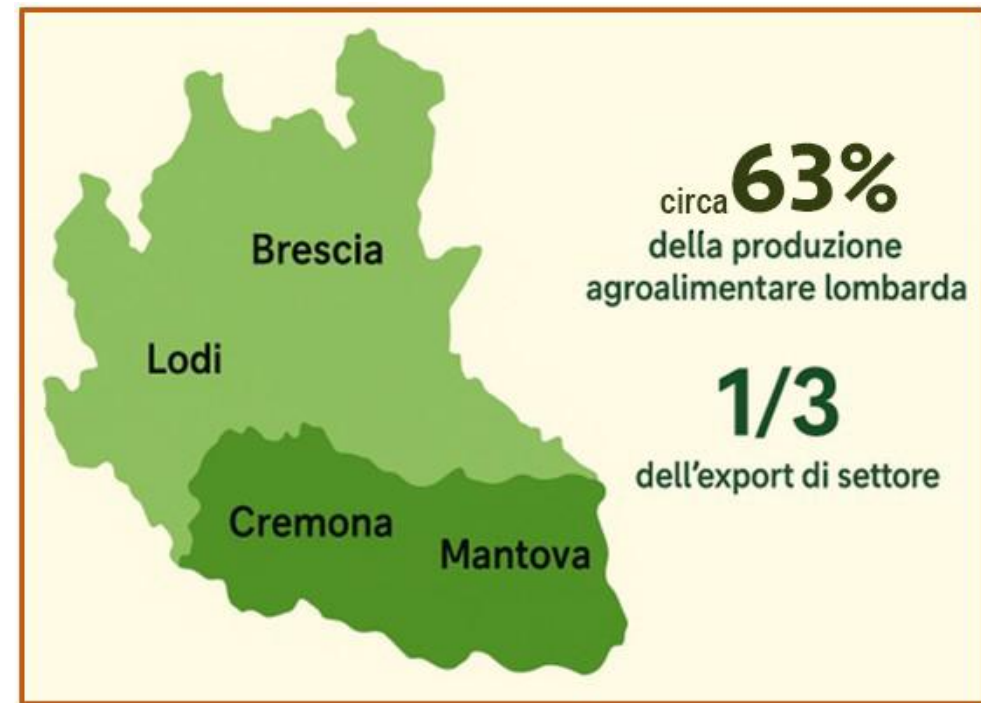 Brescia
Lodi
Cremona
Mantova
circa 63%
della produzione
agroalimentare lombarda
1/3
dell'export di settore